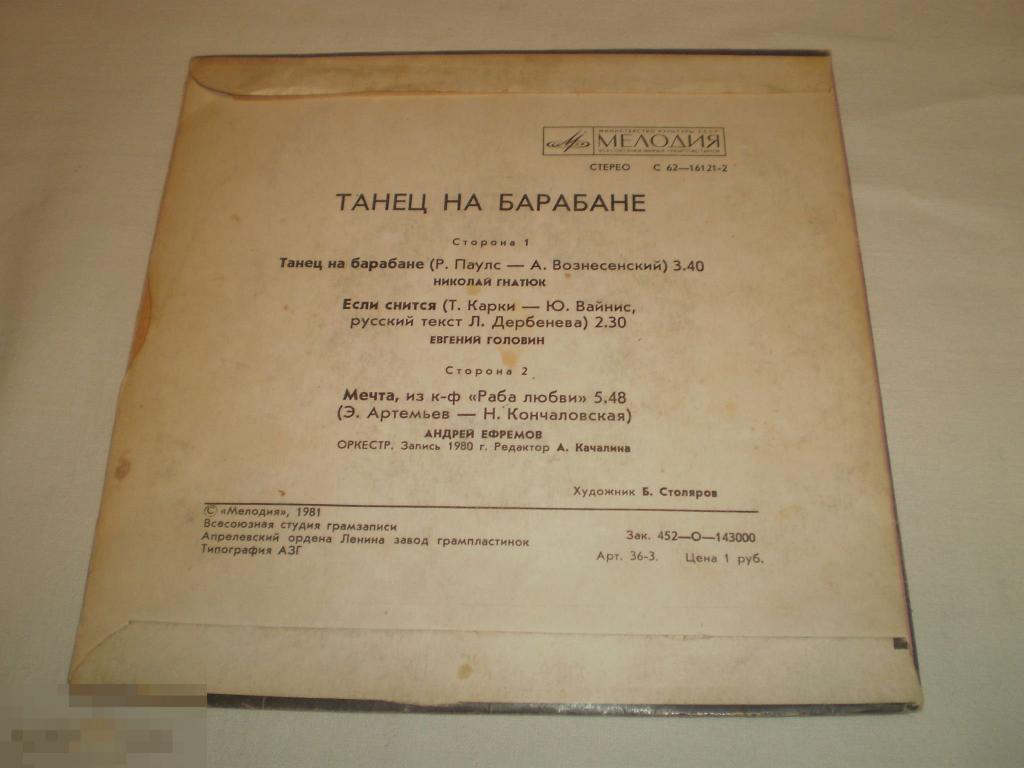 МИНИСТЕРСТВО КУЛЬТУРЫ СССР
МЕЛОДИЯ
СТЕРЕО С 62—16121-2
ТАНЕЦ НА БАРАБАНЕ
Сторона 1
Танец на барабане (Р. Паулс — А. Вознесенский) 3.40
НИКОЛАЙ ГНАТЮК
Если снится (Т. Карки — Ю. Вайнис,
русский текст Л. Дербенева) 2.30
ЕВГЕНИЙ ГОЛОВИН
Сторона 2
Мечта, из к-ф «Раба любви» 5.48
(Э. Артемьев — Н. Кончаловская)
АНДРЕЙ ЕФРЕМОВ
ОРКЕСТР. Запись 1980 г. Редактор А. Качалина
Художник Б. Столяров
© «Мелодия», 1981
Всесоюзная студия грамзаписи
Апрелевский ордена Ленина завод грампластинок
Типография АЗГ
Зак. 452—О—143000
Арт. 36-3. Цена 1 руб.